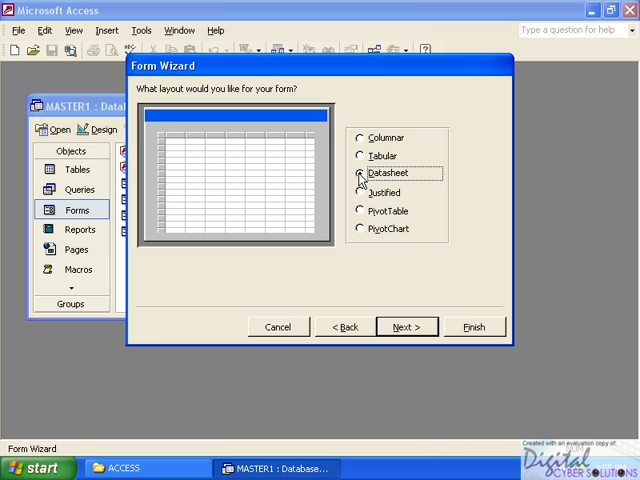 Microsoft Access
File Edit View Insert Tools Window Help
Type a question for help
Form Wizard
What layout would you like for your form?
MASTER1 : Datab
Open Design
Objects
Tables
Queries
Forms
Reports
Pages
Macros
Groups
Columnar
Tabular
Datasheet
Justified
PivotTable
PivotChart
Cancel
< Back
Next >
Finish
Form Wizard
NUM
Created with an evaluation copy of:
Digital
CYBER SOLUTIONS
start
ACCESS
MASTER1 : Database...